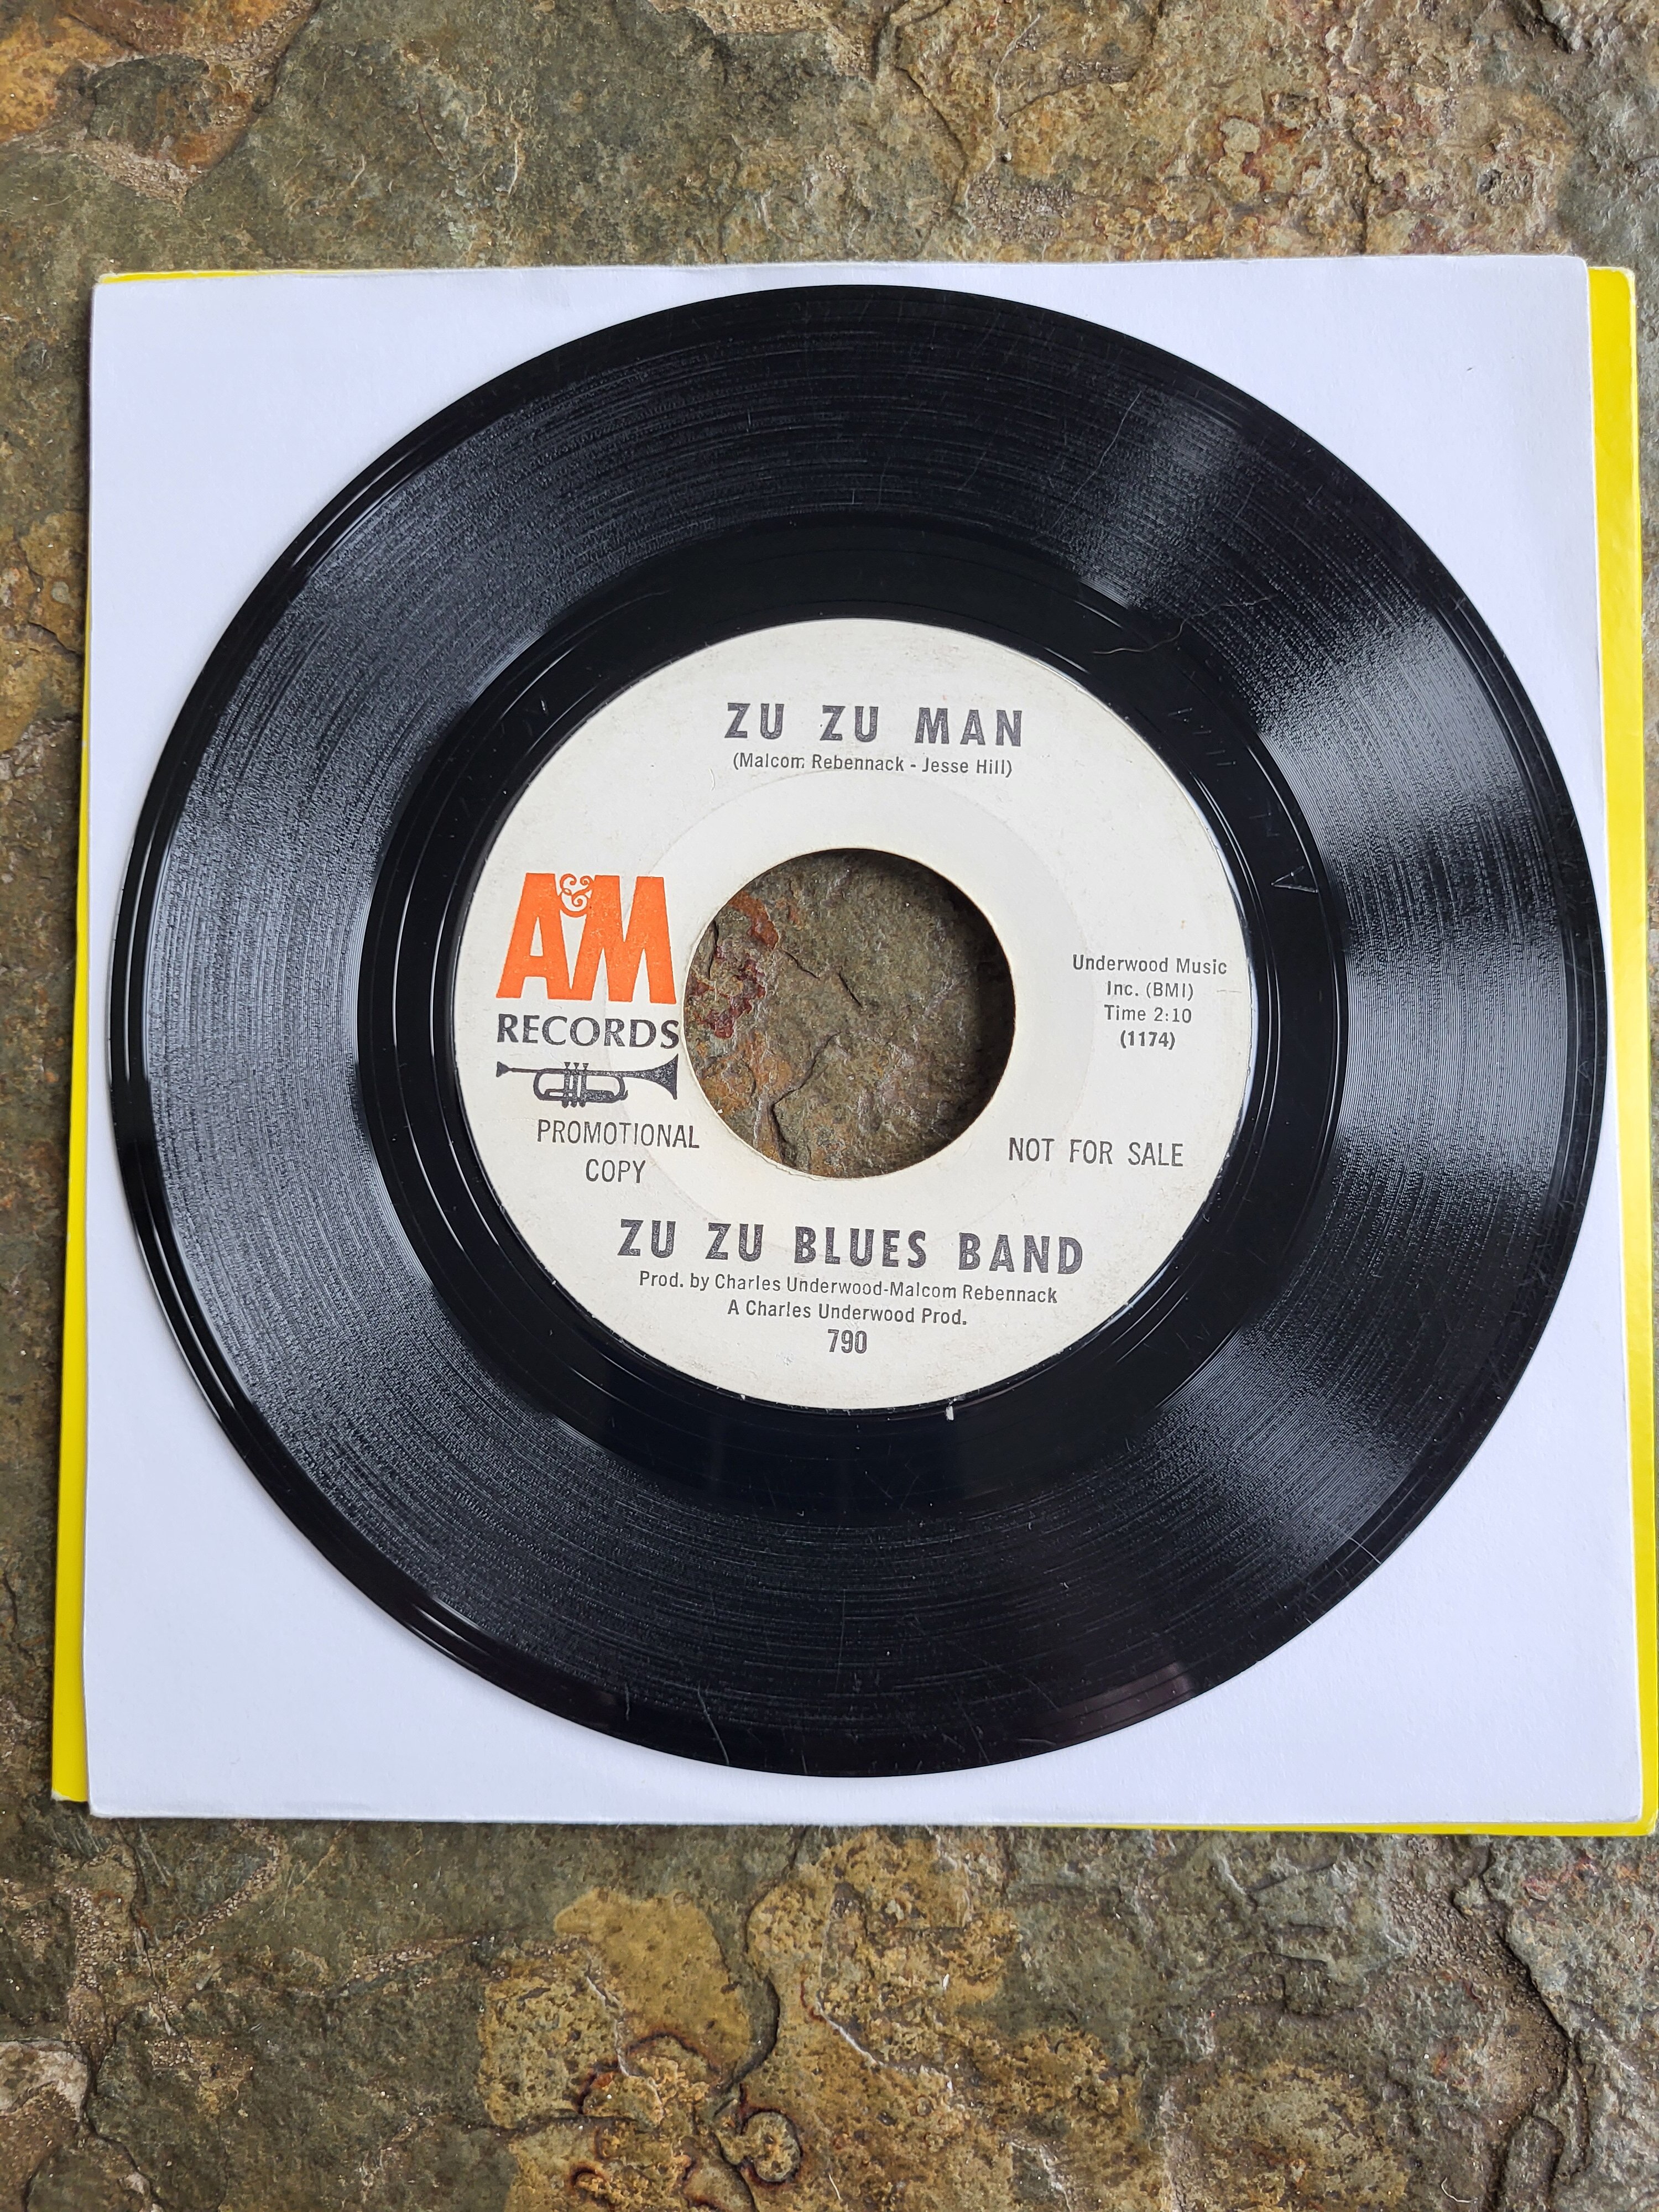 ZU ZU MAN
(Malcom Rebennack - Jesse Hill)
A&M
RECORDS
PROMOTIONAL
COPY
Underwood Music
Inc. (BMI)
Time 2:10
(1174)
NOT FOR SALE
ZU ZU BLUES BAND
Prod. by Charles Underwood-Malcom Rebennack
A Charles Underwood Prod.
790